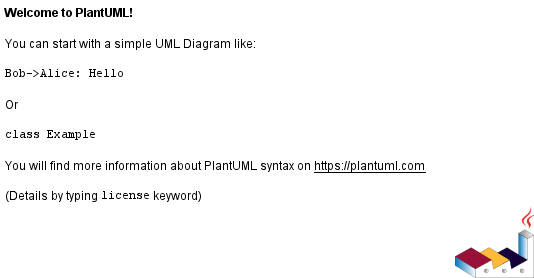 Welcome to PlantUML!
You can start with a simple UML Diagram like:
Bob->Alice: Hello
Or
class Example
You will find more information about PlantUML syntax on https://plantuml.com
(Details by typing license keyword)